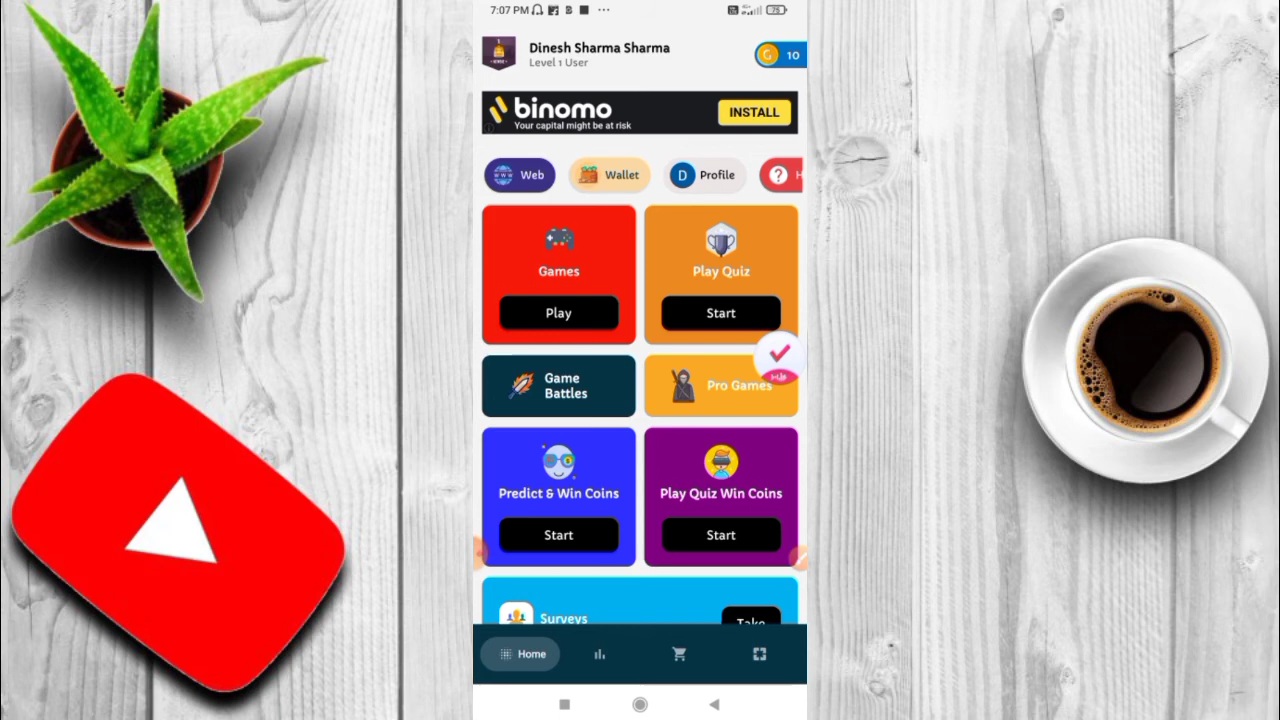 7:07 PM
75
Dinesh Sharma Sharma
Level 1 User
10
binomo
Your capital might be at risk
INSTALL
Web
Wallet
D
Profile
?
H
Games
Play Quiz
Play
Start
Game
Battles
Pro Games
Predict & Win Coins
Play Quiz Win Coins
Start
Start
Surveys
Take
Home